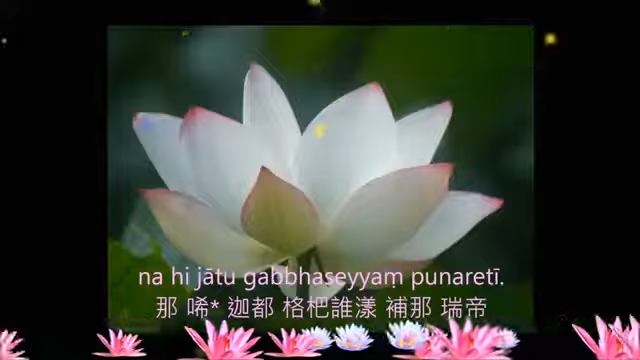 na hi jātu gabbhaseyyaṃ punaretī.
那 唏* 迦都 格杷誰漾 補那 瑞帝